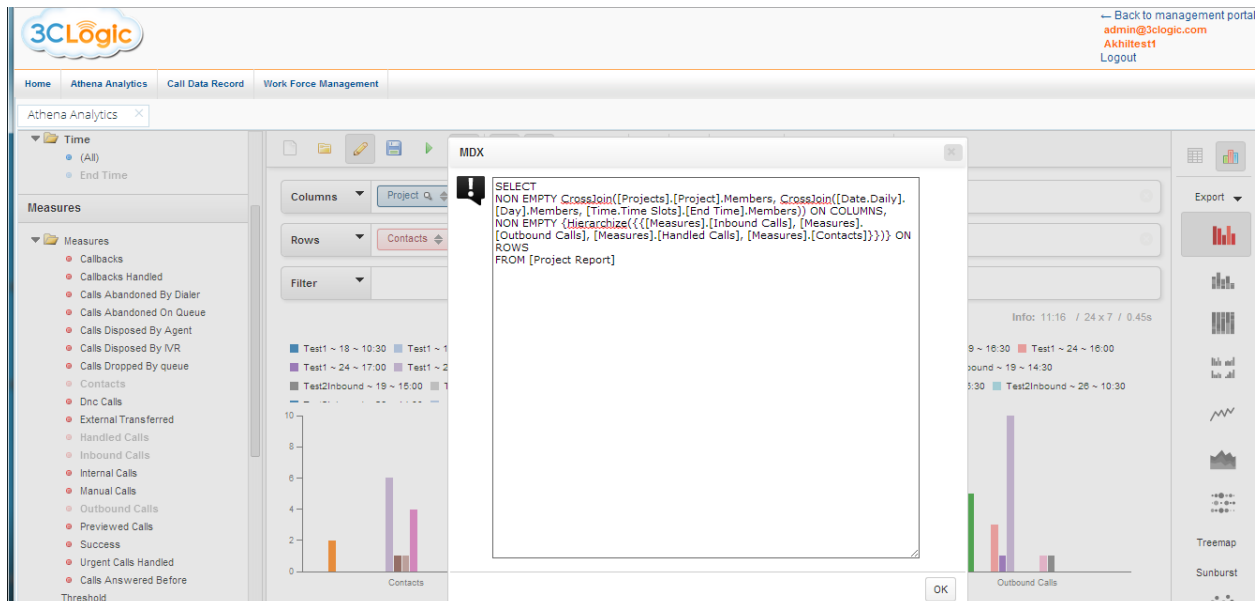 3CLogic
← Back to management portal
admin@3clogic.com
Akhiltest1
Logout
Home Athena Analytics Call Data Record Work Force Management
Athena Analytics
Time
(All)
End Time
Measures
Measures
Callbacks
Callbacks Handled
Calls Abandoned By Dialer
Calls Abandoned On Queue
Calls Disposed By Agent
Calls Disposed By IVR
Calls Dropped By queue
Contacts
Dnc Calls
External Transferred
Handled Calls
Inbound Calls
Internal Calls
Manual Calls
Outbound Calls
Previewed Calls
Success
Urgent Calls Handled
Calls Answered Before
Threshold
Columns Project
Rows Contacts
Filter
MDX
SELECT
NON EMPTY CrossJoin([Projects].[Project].Members, CrossJoin([Date.Daily].
[Day].Members, [Time.Time Slots].[End Time].Members)) ON COLUMNS,
NON EMPTY {Hierarchize({{[Measures].[Inbound Calls], [Measures].
[Outbound Calls], [Measures].[Handled Calls], [Measures].[Contacts]}})} ON
ROWS
FROM [Project Report]
OK
Info: 11:16 / 24 x 7 / 0.45s
Test1 ~ 18 ~ 10:30 Test1 ~ 1
9 ~ 16:30 Test1 ~ 24 ~ 16:00
Test1 ~ 24 ~ 17:00 Test1 ~ 2
bound ~ 19 ~ 14:30
Test2Inbound ~ 19 ~ 15:00
5:30 Test2Inbound ~ 26 ~ 10:30
10
8
6
4
2
0
Contacts
Outbound Calls
Export
Treemap
Sunburst